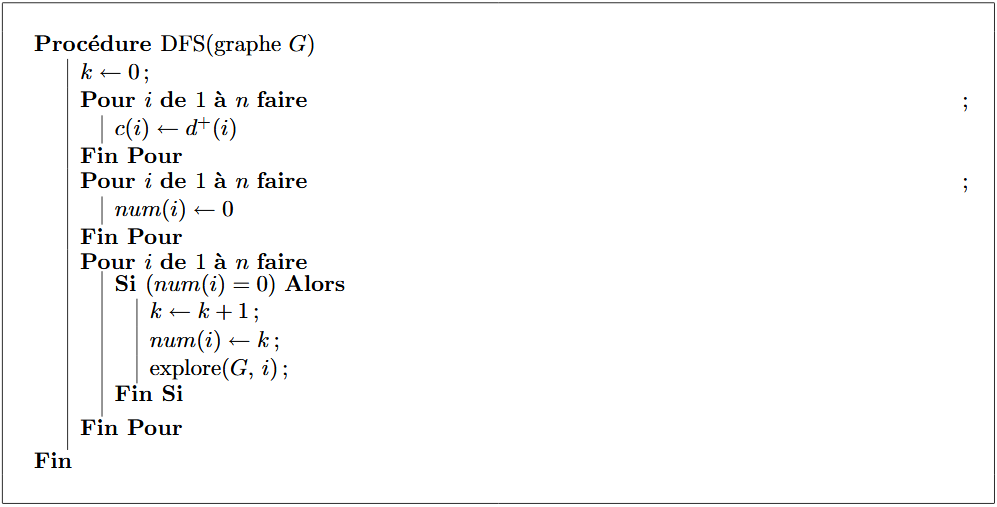 Procédure DFS(graphe G)
k ← 0 ;
Pour i de 1 à n faire ;
c(i) ← d⁺(i)
Fin Pour
Pour i de 1 à n faire ;
num(i) ← 0
Fin Pour
Pour i de 1 à n faire
Si (num(i) = 0) Alors
k ← k + 1 ;
num(i) ← k ;
explore(G, i) ;
Fin Si
Fin Pour
Fin